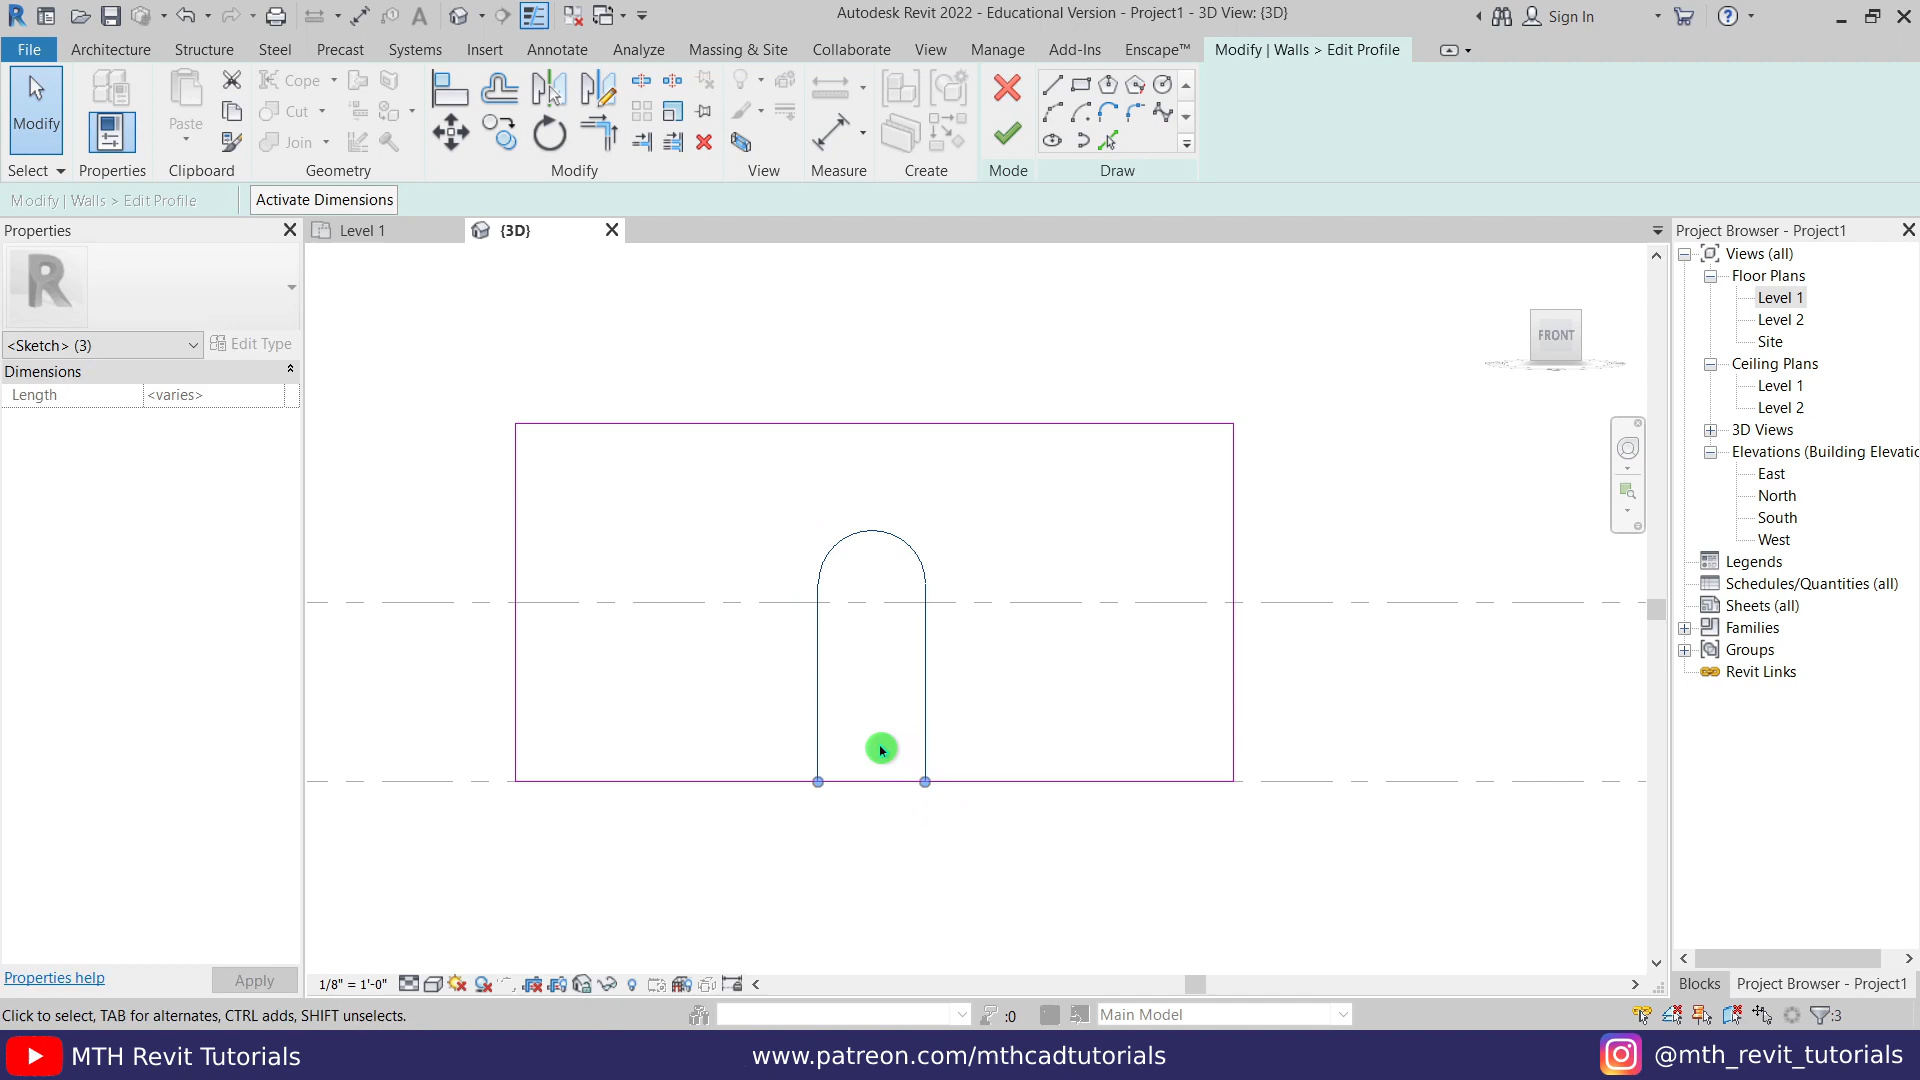 Autodesk Revit 2022 - Educational Version - Project1 - 3D View: {3D}
Sign In
File Architecture Structure Steel Precast Systems Insert Annotate Analyze Massing & Site Collaborate View Manage Add-Ins Enscape™ Modify | Walls > Edit Profile
Modify
Paste
Cope
Cut
Join
Select Properties Clipboard Geometry Modify View Measure Create Mode Draw
Modify | Walls > Edit Profile
Activate Dimensions
Properties
Level 1
{3D}
Project Browser - Project1
R
<Sketch> (3)
Edit Type
Dimensions
Length
<varies>
FRONT
Views (all)
Floor Plans
Level 1
Level 2
Site
Ceiling Plans
Level 1
Level 2
3D Views
Elevations (Building Elevatio
East
North
South
West
Legends
Schedules/Quantities (all)
Sheets (all)
Families
Groups
Revit Links
Properties help
Apply
1/8" = 1'-0"
Blocks
Project Browser - Project1
Click to select, TAB for alternates, CTRL adds, SHIFT unselects.
:0
Main Model
:3
MTH Revit Tutorials
www.patreon.com/mthcadtutorials
@mth_revit_tutorials